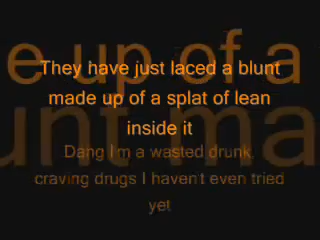 e up of a
They have just laced a blunt
made up of a splat of lean
inside it
unt ma
Dang I'm a wasted drunk,
craving drugs I haven't even tried
yet